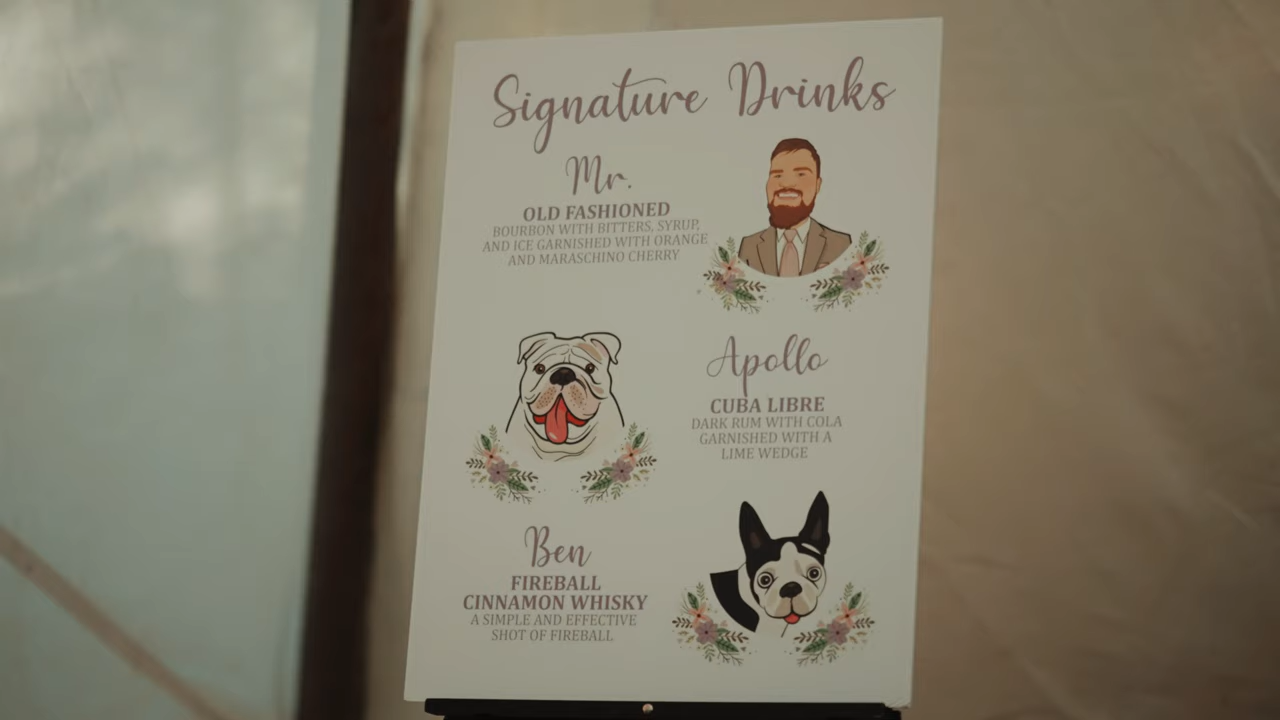 Signature Drinks
Mr.
OLD FASHIONED
BOURBON WITH BITTERS, SYRUP,
AND ICE GARNISHED WITH ORANGE
AND MARASCHINO CHERRY
Apollo
CUBA LIBRE
DARK RUM WITH COLA
GARNISHED WITH A
LIME WEDGE
Ben
FIREBALL
CINNAMON WHISKY
A SIMPLE AND EFFECTIVE
SHOT OF FIREBALL